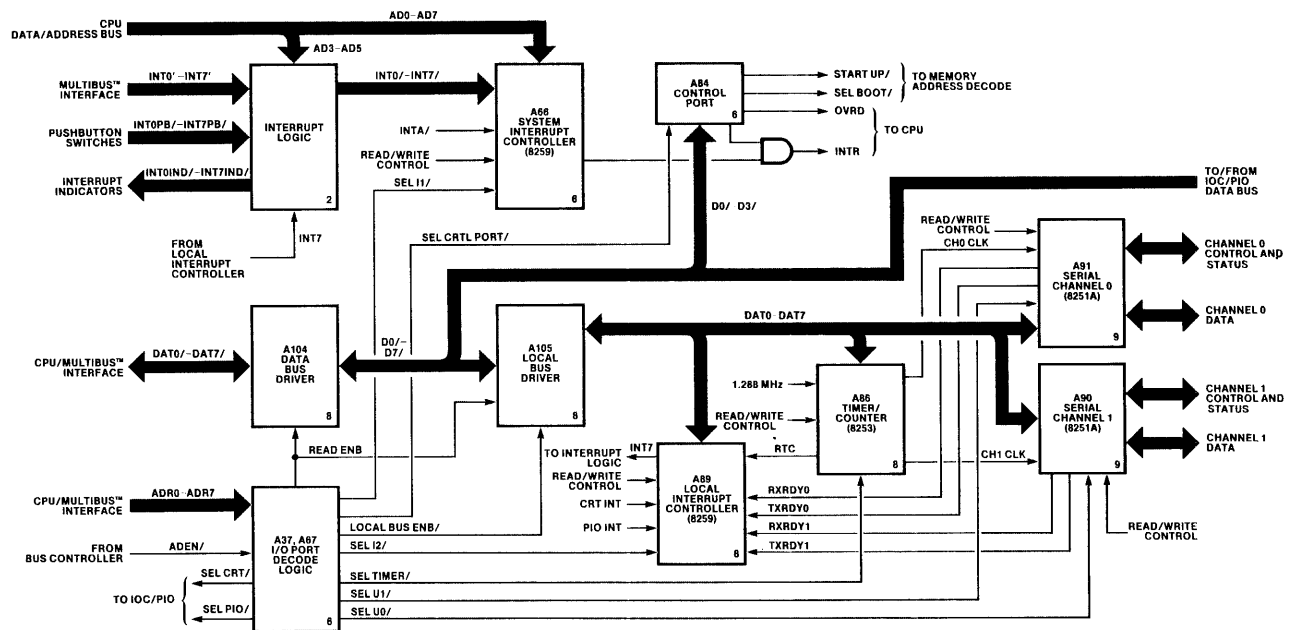 CPU
DATA/ADDRESS BUS
AD0-AD7
AD3-AD5
MULTIBUS™
INTERFACE
INT0'-INT7'
INT0/-INT7/
PUSHBUTTON
SWITCHES
INT0PB/-INT7PB/
INTERRUPT
LOGIC
2
INTERRUPT
INDICATORS
INT0IND/-INT7IND/
FROM
LOCAL
INTERRUPT
CONTROLLER
INT7
A66
SYSTEM
INTERRUPT
CONTROLLER
(8259)
6
INTA/
READ/WRITE
CONTROL
SEL I1/
SEL CRTL PORT/
A84
CONTROL
PORT
6
START UP/
SEL BOOT/
TO MEMORY
ADDRESS DECODE
OVRD
INTR
TO CPU
D0/ D3/
TO/FROM
IOC/PIO
DATA BUS
READ/WRITE
CONTROL
CH0 CLK
A91
SERIAL
CHANNEL 0
(8251A)
9
CHANNEL 0
CONTROL AND
STATUS
CHANNEL 0
DATA
CPU/MULTIBUS™
INTERFACE
DAT0/-DAT7/
A104
DATA
BUS
DRIVER
8
D0/-
D7/
A105
LOCAL
BUS
DRIVER
8
DAT0-DAT7
READ ENB
1.288 MHz
READ/WRITE
CONTROL
A86
TIMER/
COUNTER
(8253)
8
RTC
CH1 CLK
A90
SERIAL
CHANNEL 1
(8251A)
9
CHANNEL 1
CONTROL AND
STATUS
CHANNEL 1
DATA
READ/WRITE
CONTROL
TO INTERRUPT
LOGIC
INT7
READ/WRITE
CONTROL
CRT INT
PIO INT
A89
LOCAL
INTERRUPT
CONTROLLER
(8259)
8
RXRDY0
TXRDY0
RXRDY1
TXRDY1
CPU/MULTIBUS™
INTERFACE
ADR0-ADR7
FROM
BUS CONTROLLER
ADEN/
A37, A67
I/O PORT
DECODE
LOGIC
6
TO IOC/PIO
SEL CRT/
SEL PIO/
LOCAL BUS ENB/
SEL I2/
SEL TIMER/
SEL U1/
SEL U0/